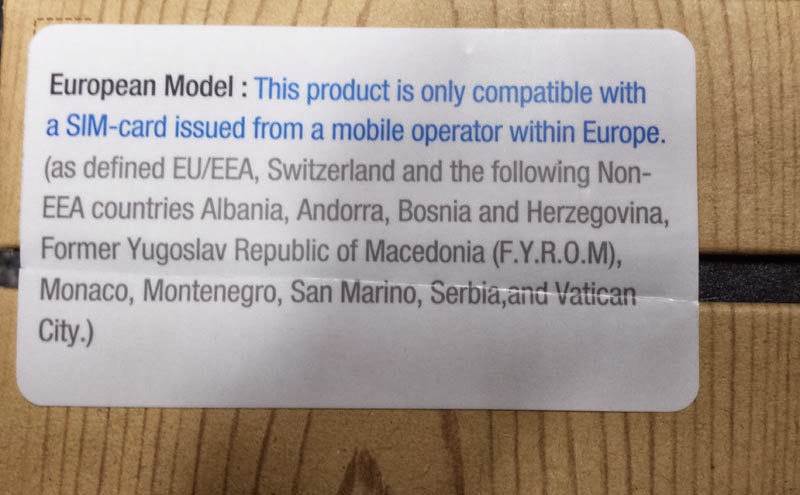 European Model : This product is only compatible with
a SIM-card issued from a mobile operator within Europe.
(as defined EU/EEA, Switzerland and the following Non-
EEA countries Albania, Andorra, Bosnia and Herzegovina,
Former Yugoslav Republic of Macedonia (F.Y.R.O.M),
Monaco, Montenegro, San Marino, Serbia,and Vatican
City.)